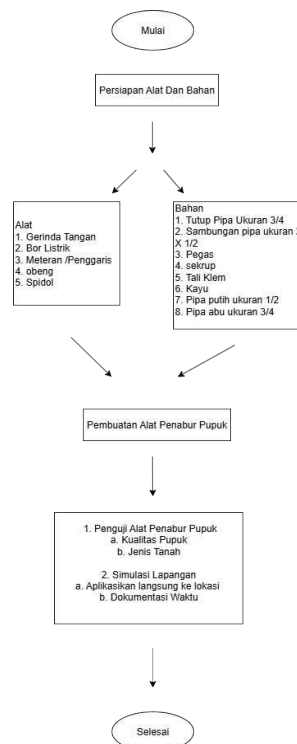 Mulai
Persiapan Alat Dan Bahan
Alat
1. Gerinda Tangan
2. Bor Listrik
3. Meteran /Penggaris
4. obeng
5. Spidol
Bahan
1. Tutup Pipa Ukuran 3/4
2. Sambungan pipa ukuran
X 1/2
3. Pegas
4. sekrup
5. Tali Klem
6. Kayu
7. Pipa putih ukuran 1/2
8. Pipa abu ukuran 3/4
Pembuatan Alat Penabur Pupuk
1. Penguji Alat Penabur Pupuk
a. Kualitas Pupuk
b. Jenis Tanah
2. Simulasi Lapangan
a. Aplikasikan langsung ke lokasi
b. Dokumentasi Waktu
Selesai